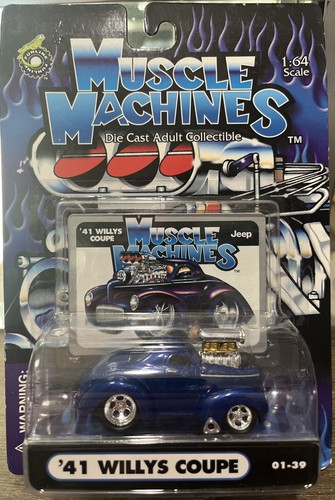 MUSCLE
MACHINES
™
1:64
Scale
Die Cast Adult Collectible
'41 WILLYS
COUPE
MUSCLE
MACHINES
Jeep
⚠ WARNING:
'41 WILLYS COUPE
01-39